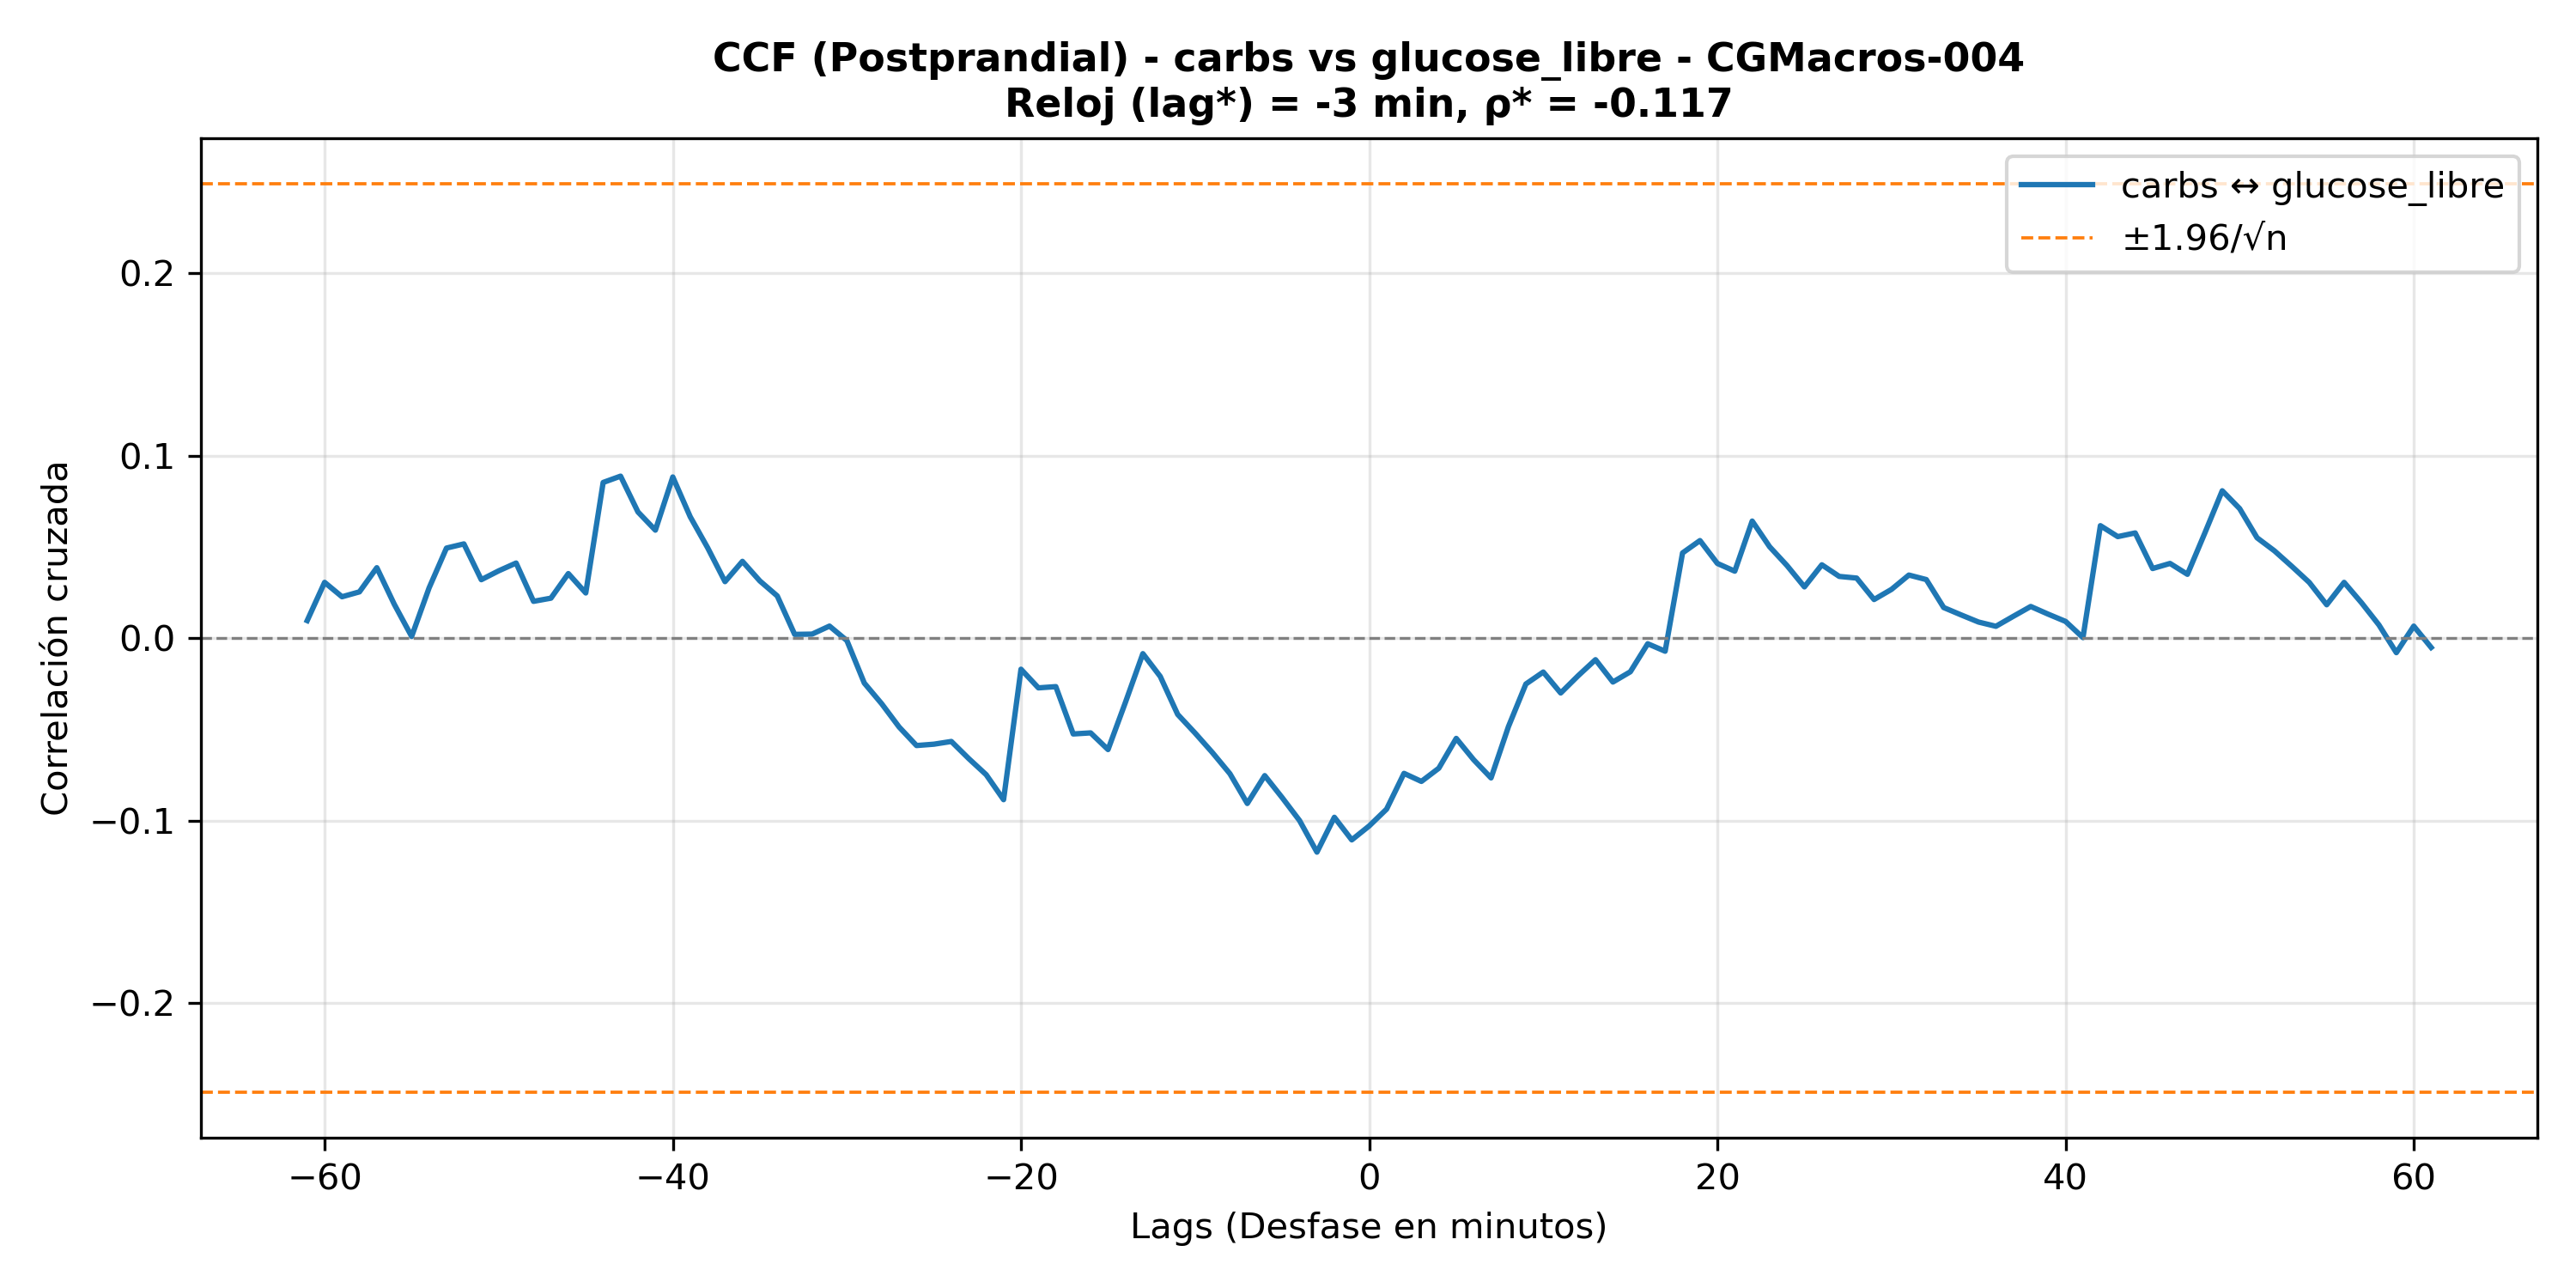 CCF (Postprandial) - carbs vs glucose_libre - CGMacros-004
Reloj (lag*) = -3 min, ρ* = -0.117
carbs ↔ glucose_libre
±1.96/√n
Correlación cruzada
0.2
0.1
0.0
−0.1
−0.2
−60
−40
−20
0
20
40
60
Lags (Desfase en minutos)